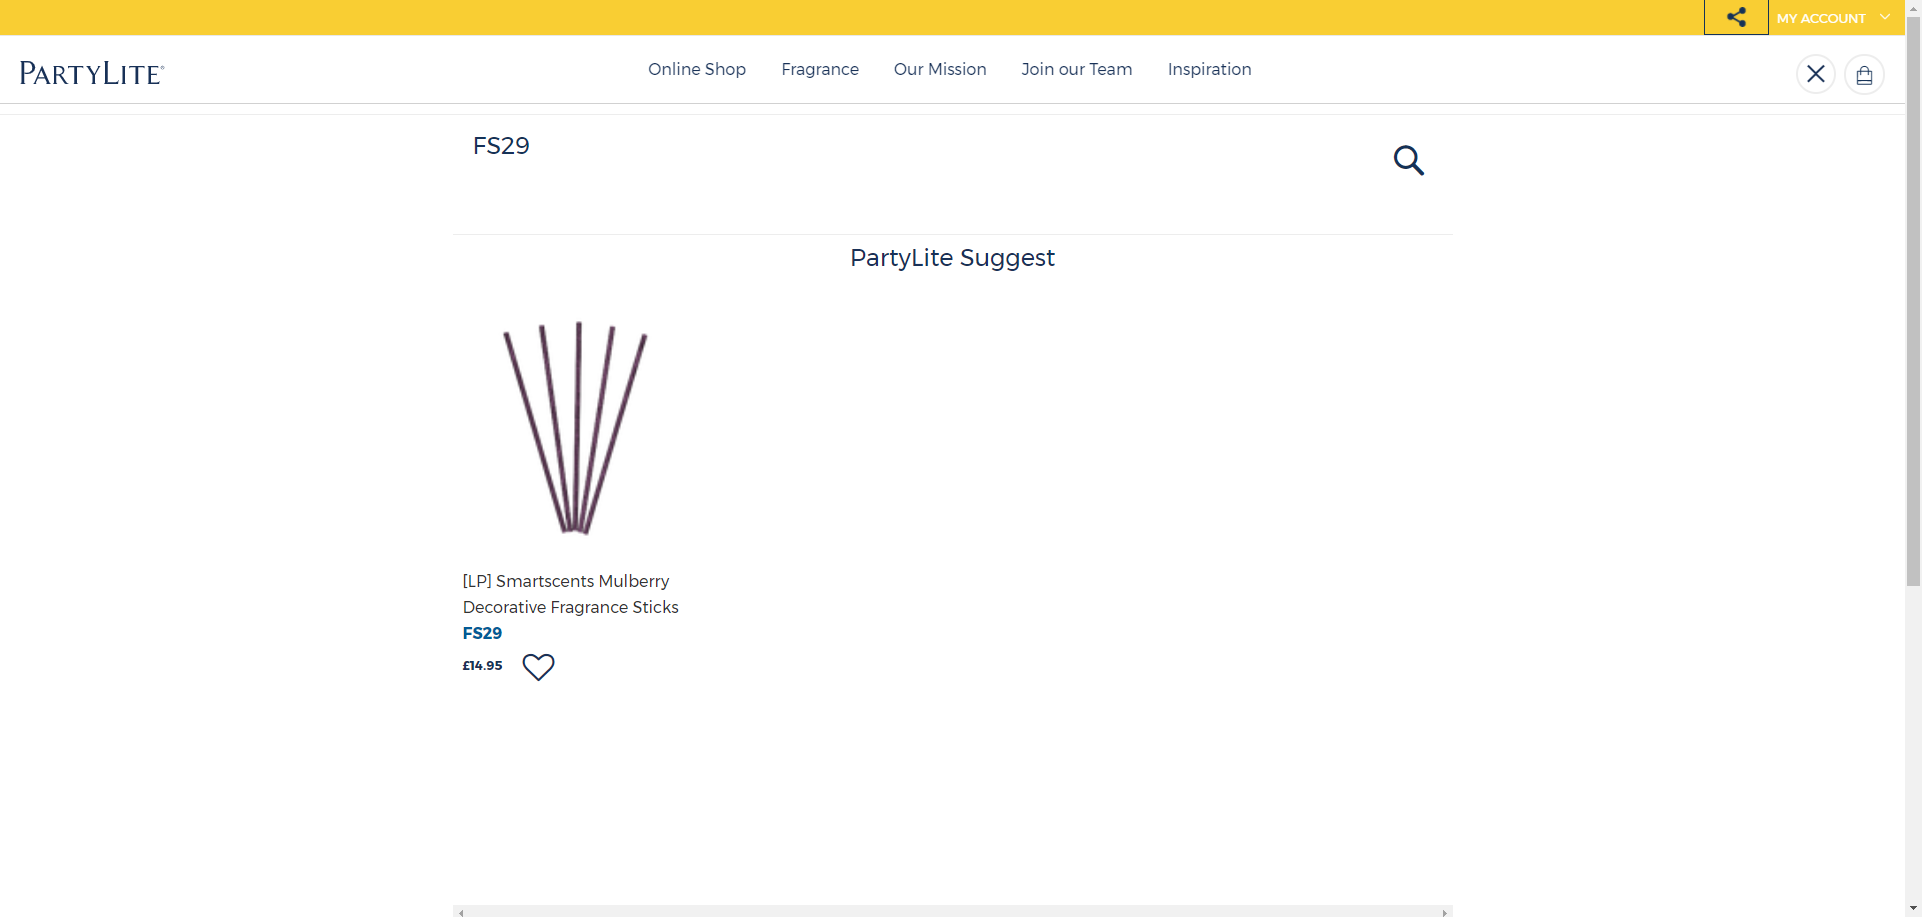 MY ACCOUNT
PARTYLITE®
Online Shop
Fragrance
Our Mission
Join our Team
Inspiration
FS29
PartyLite Suggest
[LP] Smartscents Mulberry
Decorative Fragrance Sticks
FS29
£14.95